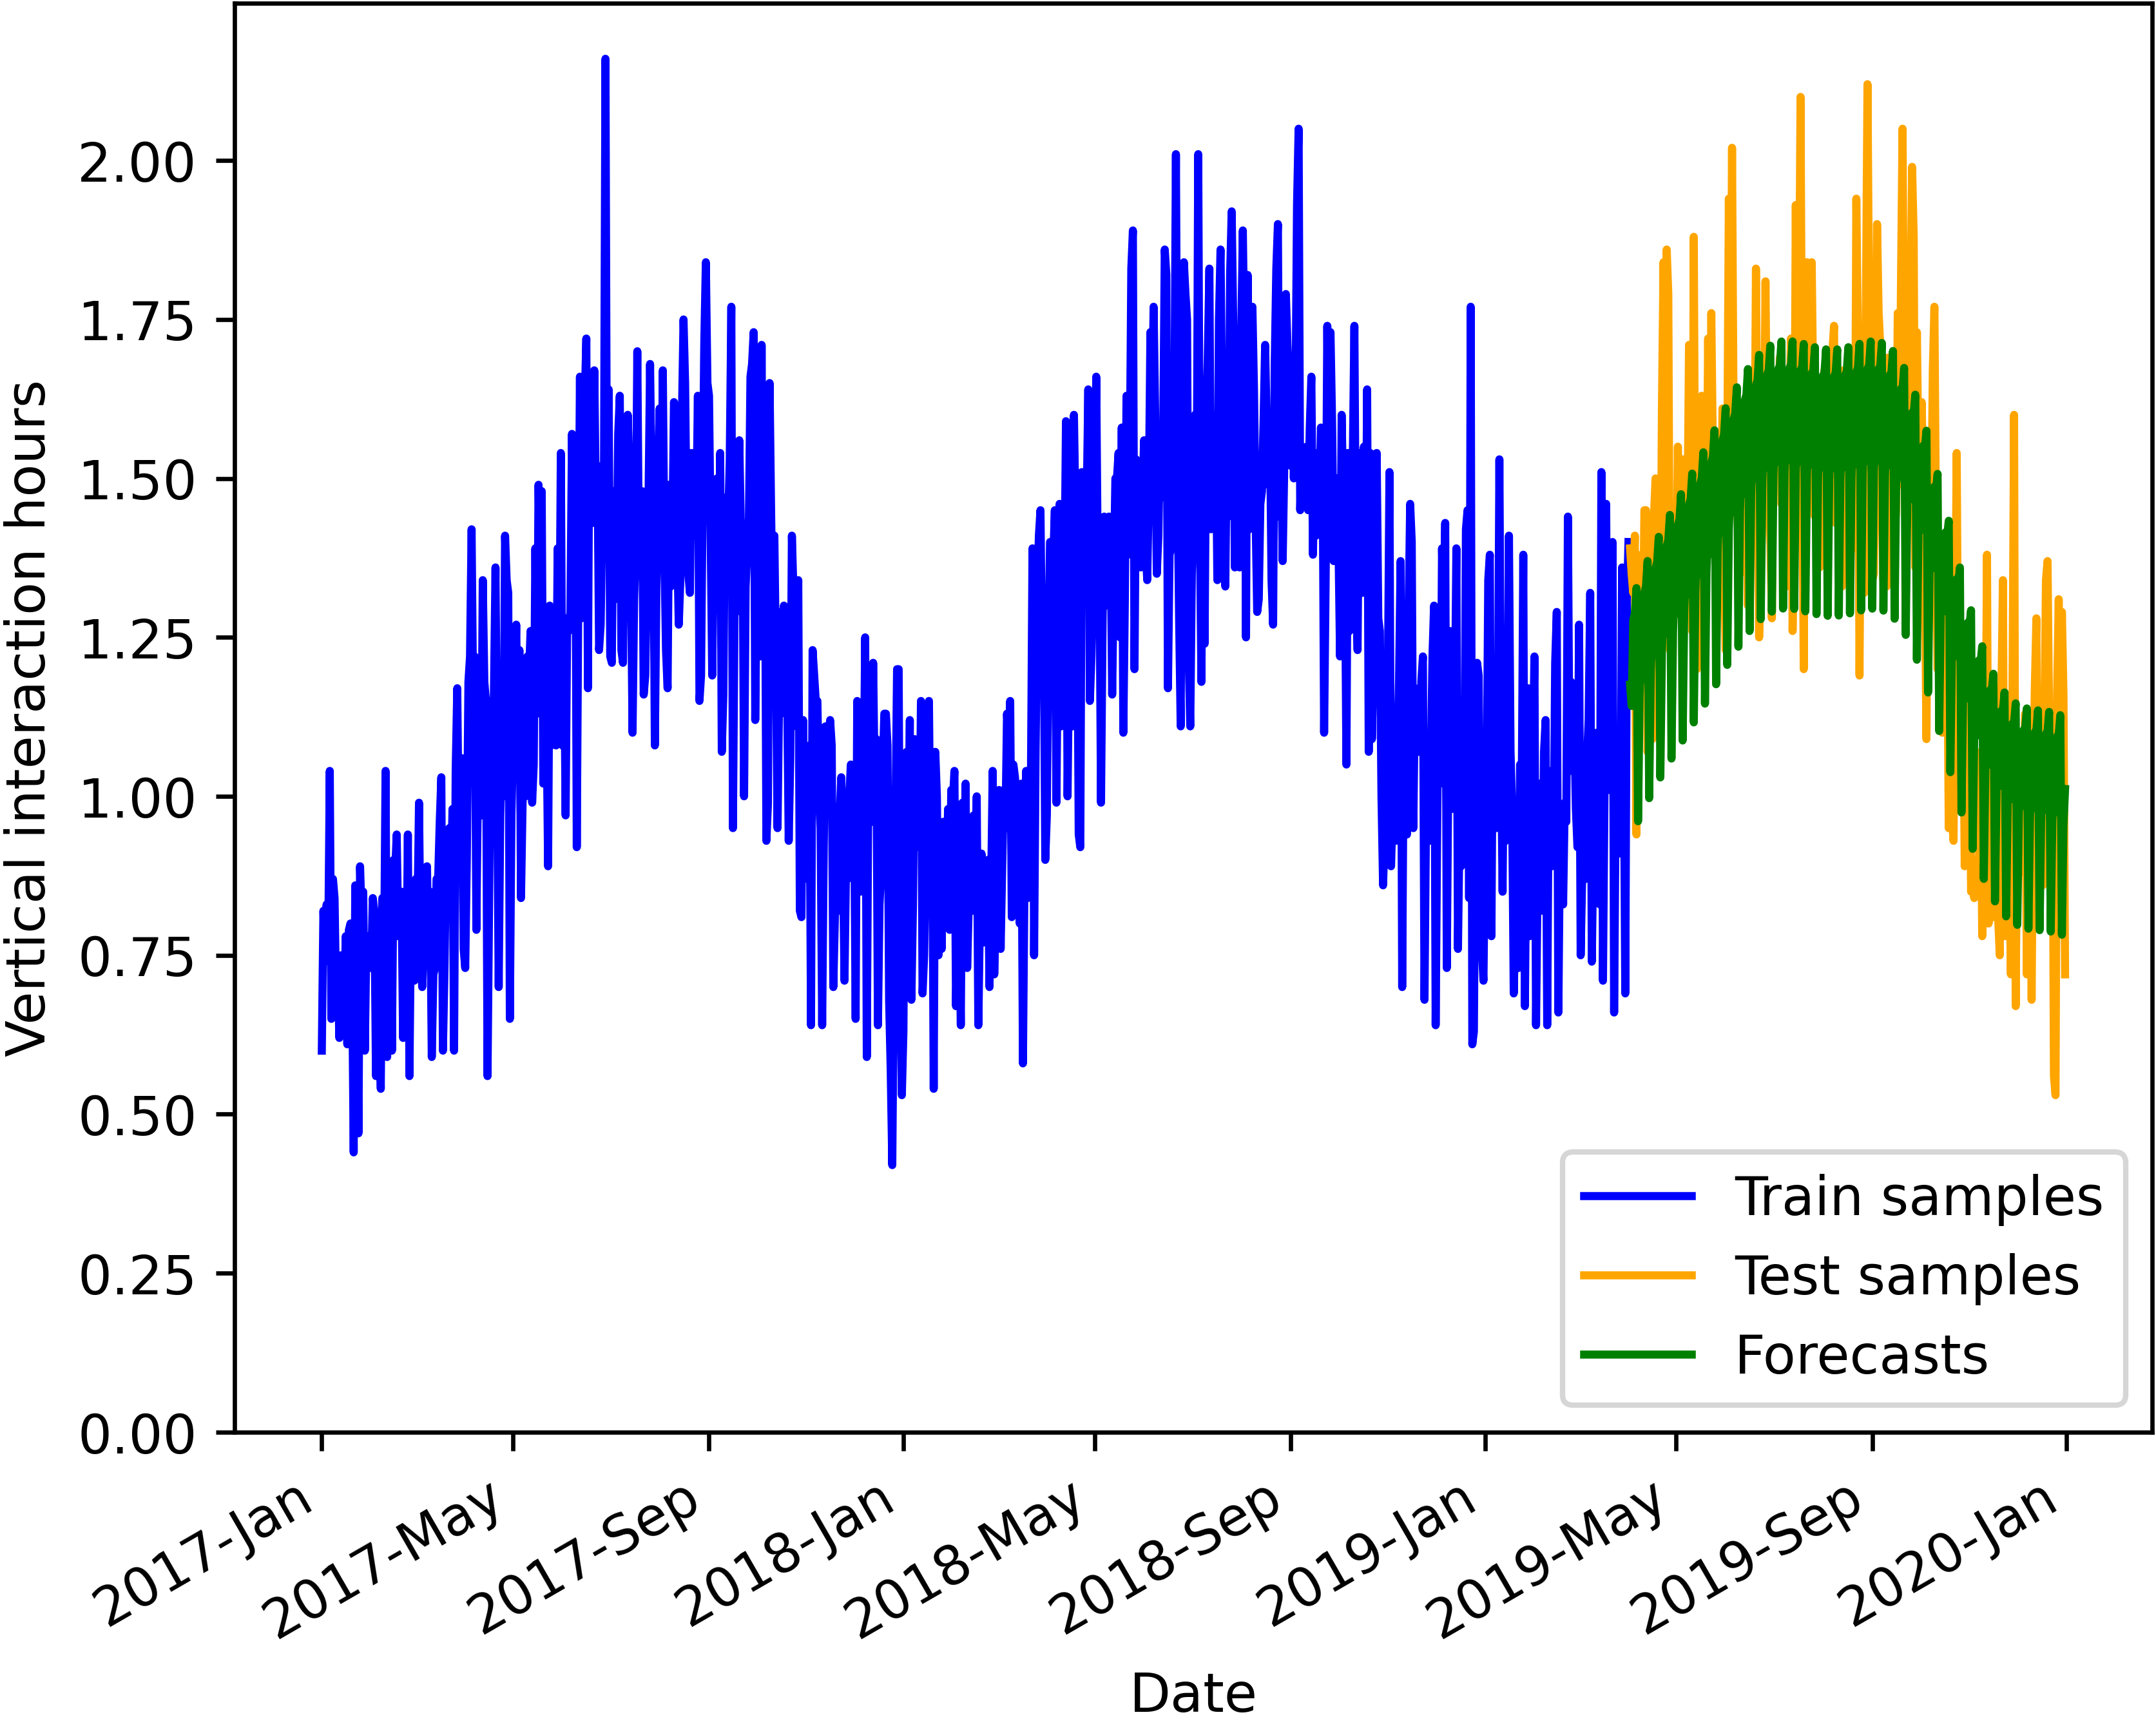 Vertical interaction hours
2.00
1.75
1.50
1.25
1.00
0.75
0.50
0.25
0.00
Train samples
Test samples
Forecasts
2017-Jan
2017-May
2017-Sep
2018-Jan
2018-May
2018-Sep
2019-Jan
2019-May
2019-Sep
2020-Jan
Date